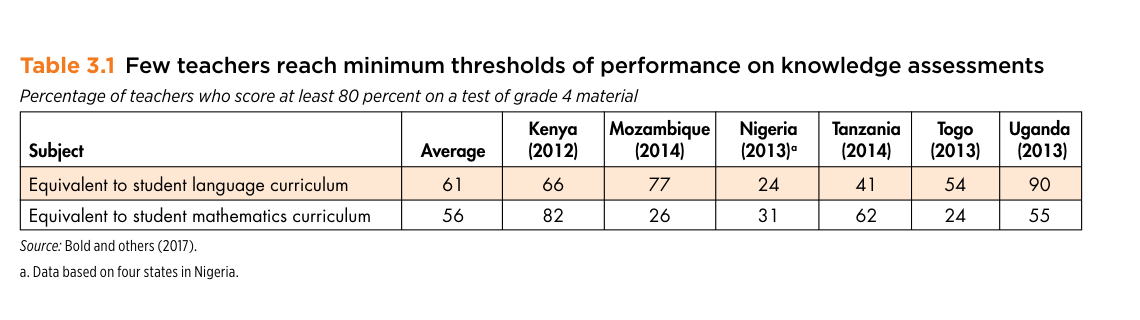 Table 3.1 Few teachers reach minimum thresholds of performance on knowledge assessments
Percentage of teachers who score at least 80 percent on a test of grade 4 material
Subject Average Kenya (2012) Mozambique (2014) Nigeria (2013)ᵃ Tanzania (2014) Togo (2013) Uganda (2013)
Equivalent to student language curriculum 61 66 77 24 41 54 90
Equivalent to student mathematics curriculum 56 82 26 31 62 24 55
Source: Bold and others (2017).
a. Data based on four states in Nigeria.